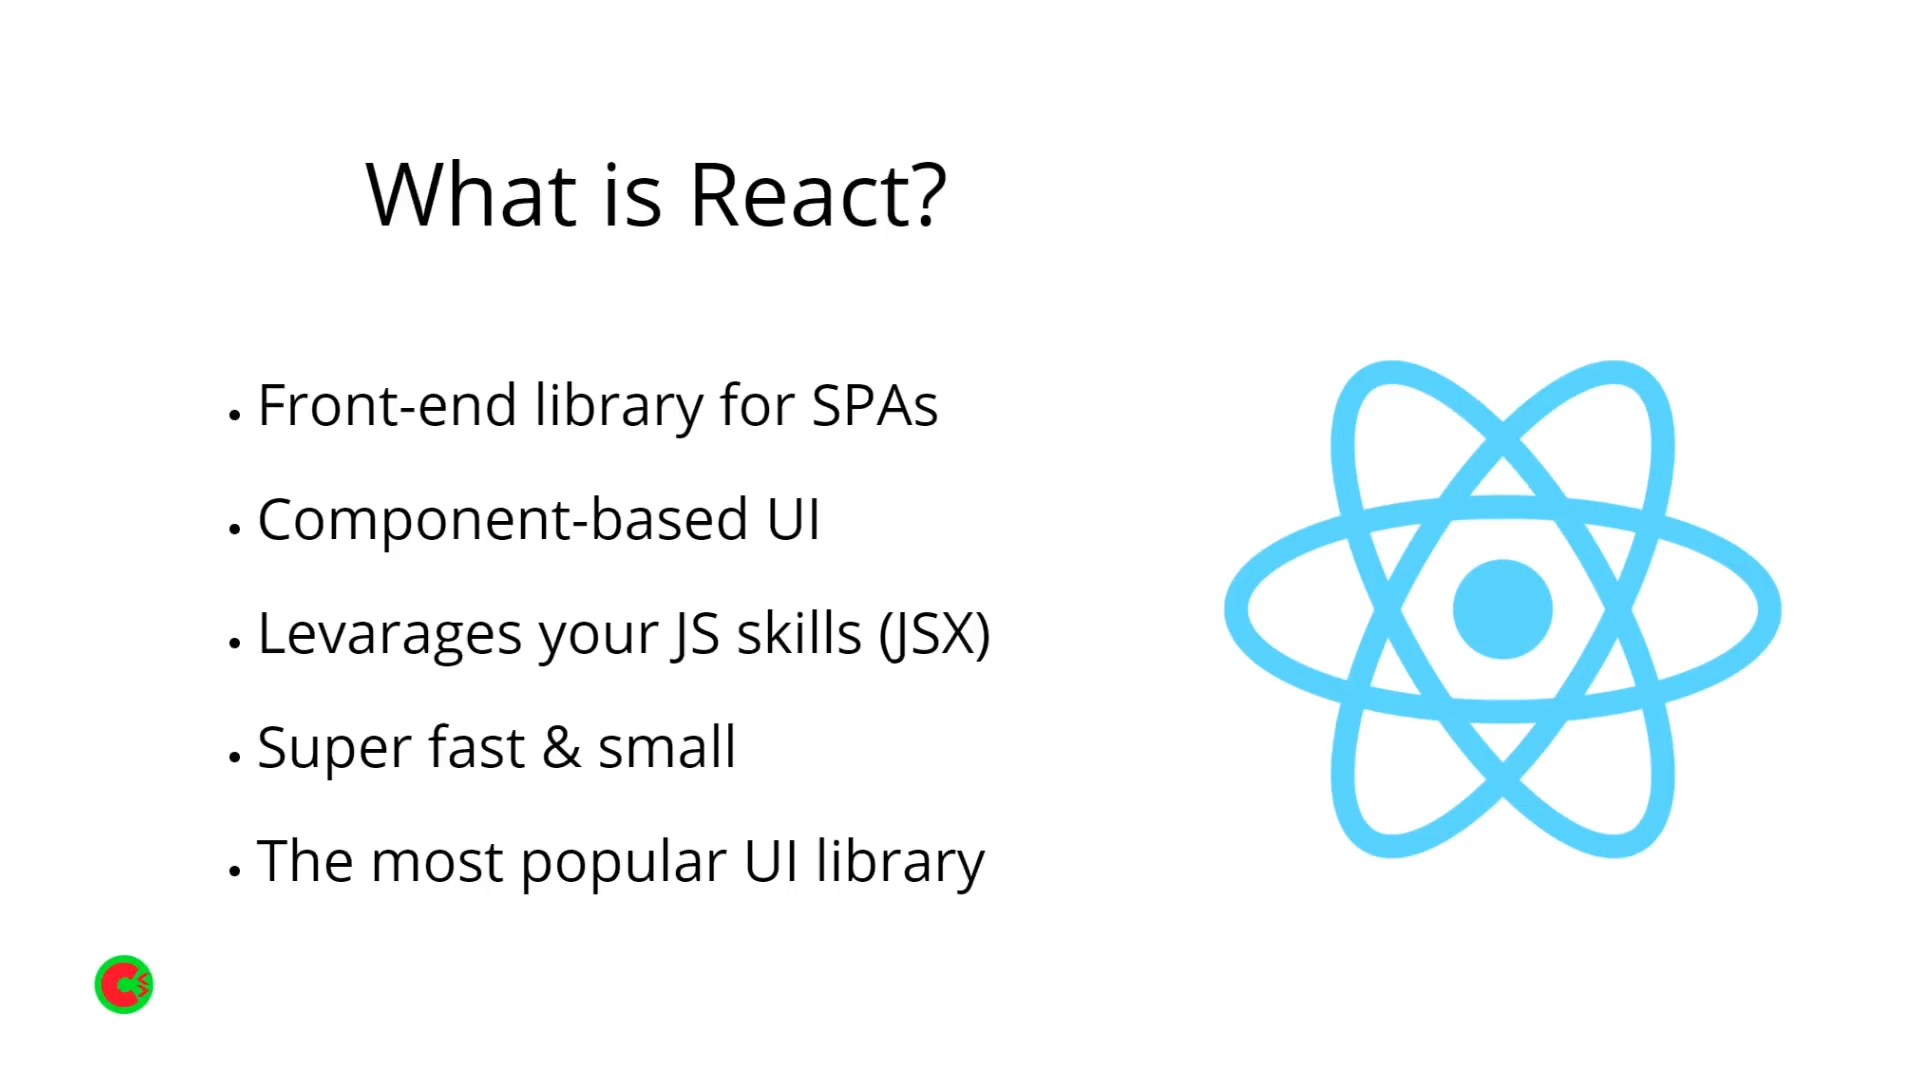 What is React?
• Front-end library for SPAs
• Component-based UI
• Levarages your JS skills (JSX)
• Super fast & small
• The most popular UI library